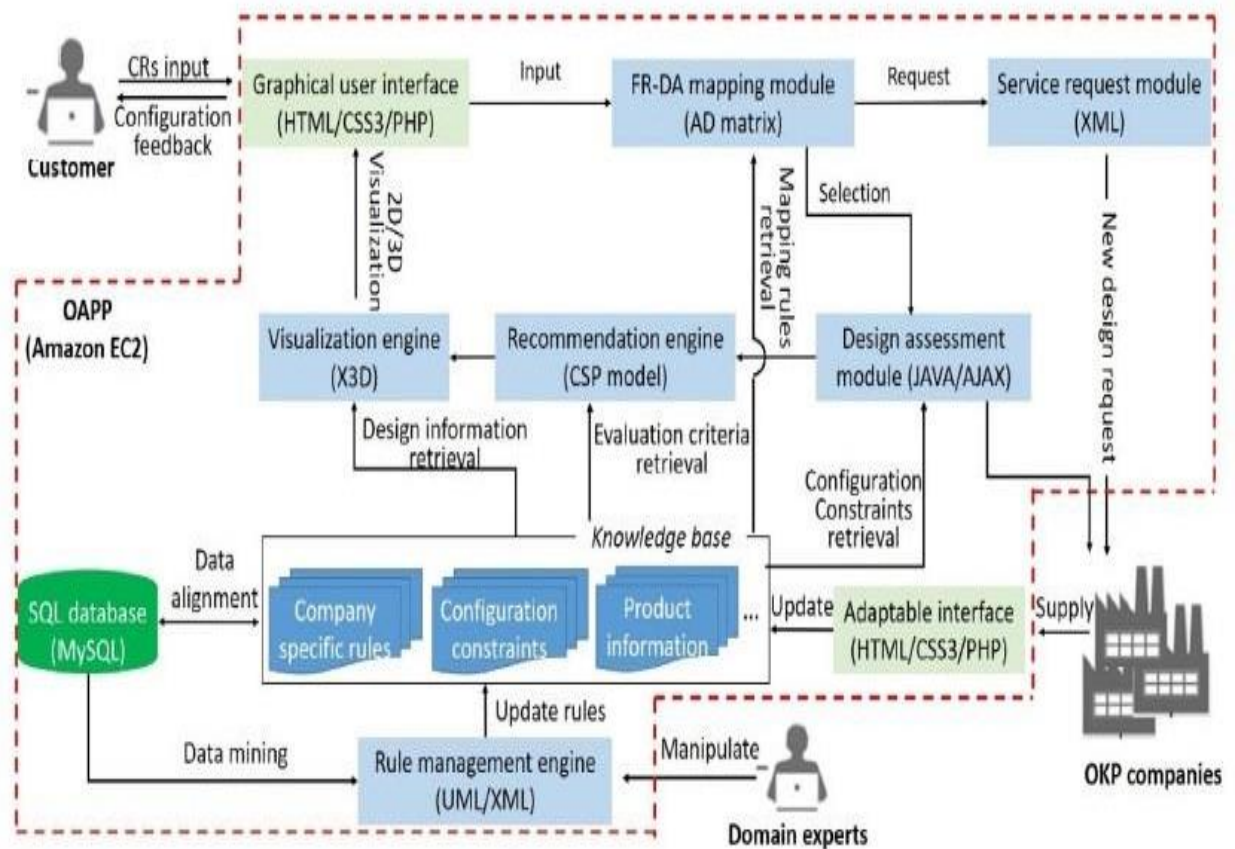 CRs input
Configuration
feedback
Customer
Graphical user interface
(HTML/CSS3/PHP)
Input
FR-DA mapping module
(AD matrix)
Request
Service request module
(XML)
2D/3D
Visualization
Mapping rules
retrieval
Selection
New design request
OAPP
(Amazon EC2)
Visualization engine
(X3D)
Recommendation engine
(CSP model)
Design assessment
module (JAVA/AJAX)
Design information
retrieval
Evaluation criteria
retrieval
Configuration
Constraints
retrieval
Knowledge base
Data
alignment
SQL database
(MySQL)
Company
specific rules
Configuration
constraints
Product
information
...
Update
Adaptable interface
(HTML/CSS3/PHP)
Supply
OKP companies
Update rules
Data mining
Rule management engine
(UML/XML)
Manipulate
Domain experts